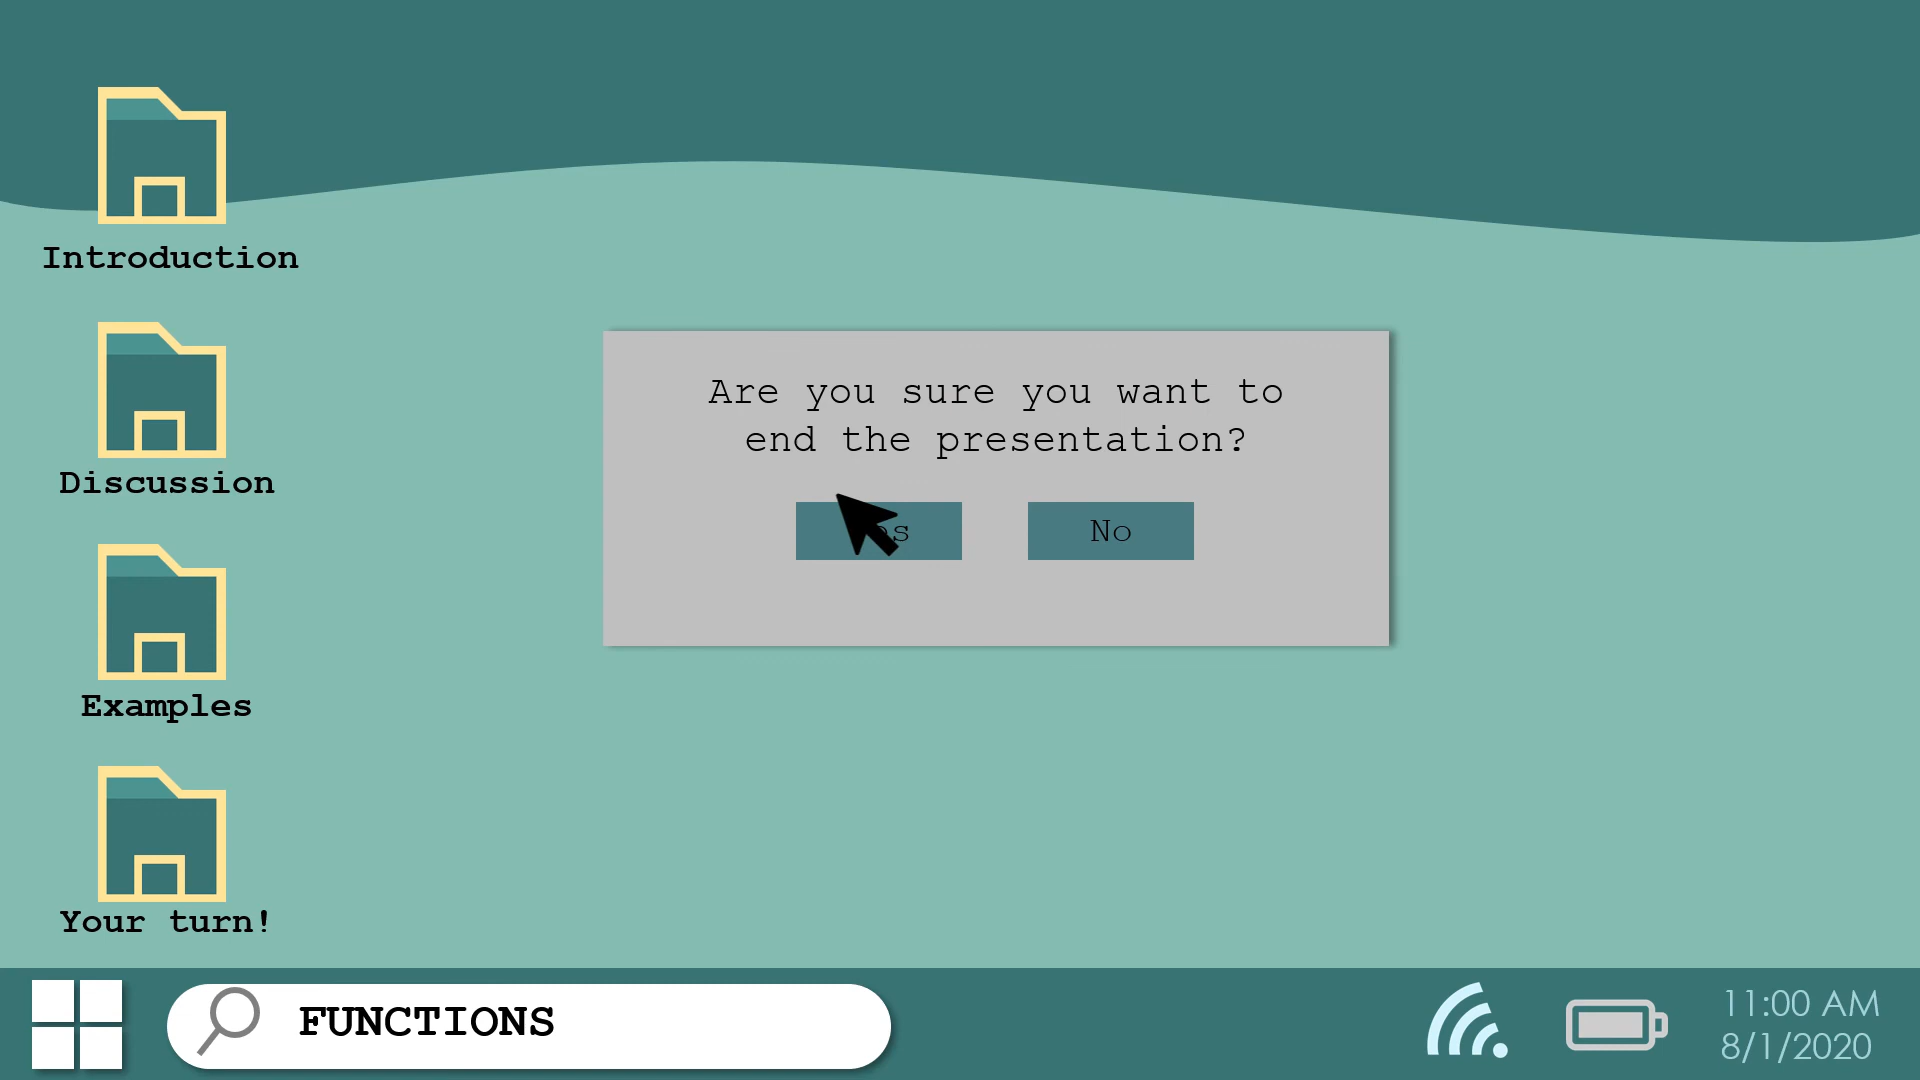 Introduction
Discussion
Examples
Your turn!
Are you sure you want to
end the presentation?
No
FUNCTIONS
11:00 AM
8/1/2020